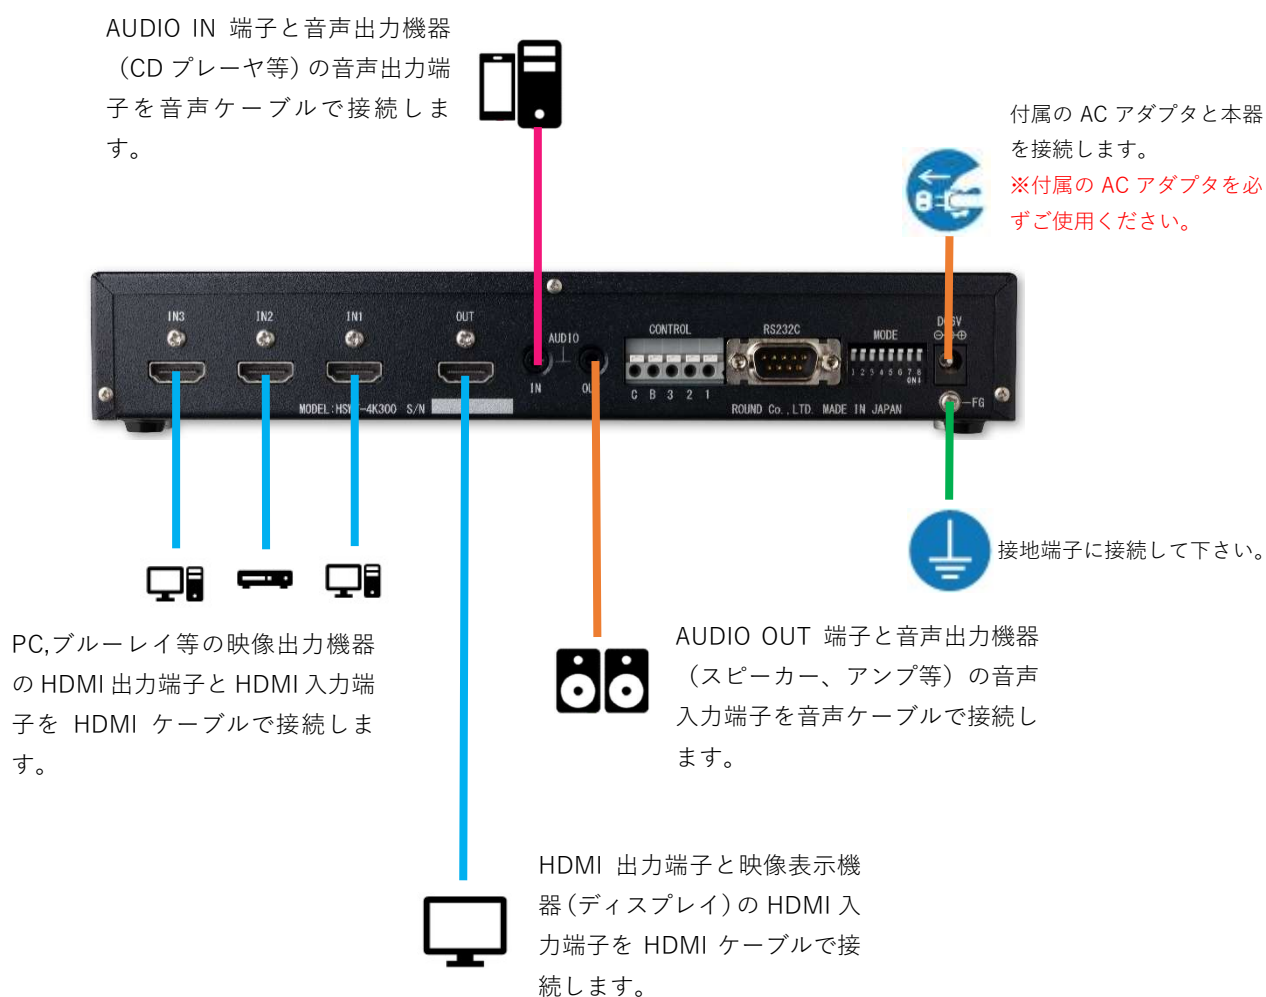 AUDIO IN 端子と音声出力機器
（CD プレーヤ等）の音声出力端
子を音声ケーブルで接続しま
す。
付属の AC アダプタと本器
を接続します。
※付属の AC アダプタを必
ずご使用ください。
IN3
IN2
IN1
OUT
AUDIO
IN
CONTROL
C B 3 2 1
RS232C
MODE
1 2 3 4 5 6 7 8
ON↓
FG
S/N
ROUND Co.,LTD. MADE IN JAPAN
接地端子に接続して下さい。
PC,ブルーレイ等の映像出力機器
の HDMI 出力端子と HDMI 入力端
子を HDMI ケーブルで接続しま
す。
AUDIO OUT 端子と音声出力機器
（スピーカー、アンプ等）の音声
入力端子を音声ケーブルで接続し
ます。
HDMI 出力端子と映像表示機
器（ディスプレイ）の HDMI 入
力端子を HDMI ケーブルで接
続します。